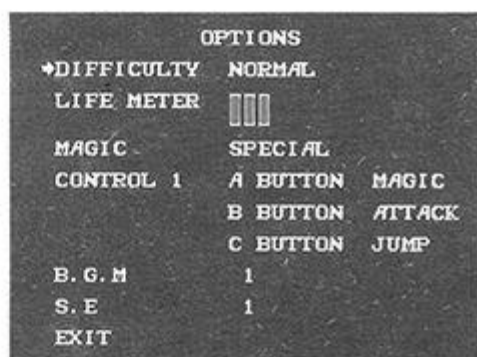 OPTIONS
➔DIFFICULTY NORMAL
LIFE METER
MAGIC SPECIAL
CONTROL 1 A BUTTON MAGIC
B BUTTON ATTACK
C BUTTON JUMP
B.G.M 1
S.E 1
EXIT